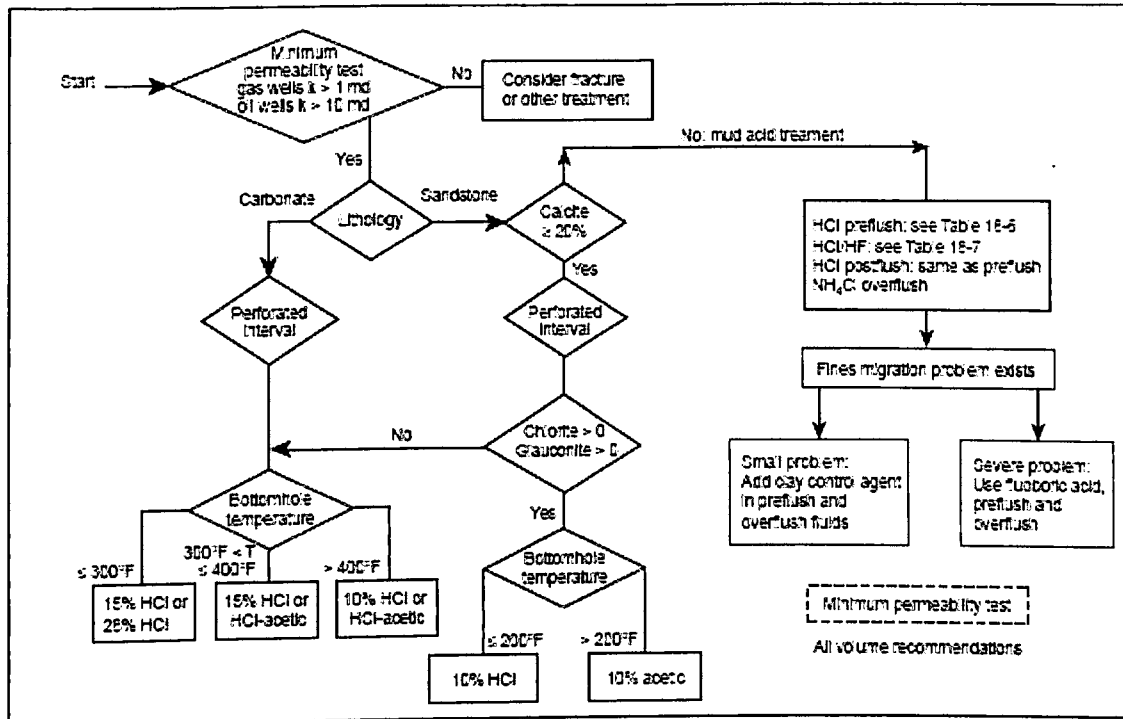 Start
Minimum
permeability test
gas wells k > 1 md
oil wells k > 10 md
No
Consider fracture
or other treatment
Yes
No: mud acid treament
Carbonate
Lithology
Sandstone
Calcite
≥ 20%
HCl preflush: see Table
HCl/HF: see Table
HCl postflush: same as preflush
NH₄Cl overflush
Yes
Perforated
interval
Perforated
interval
Fines migration problem exists
No
Chlorite > 0
Glauconite > 0
Small problem:
Add clay control agent
in preflush and
overflush fluids
Severe problem:
Use fluoboric acid,
preflush and
overflush
Bottomhole
temperature
Yes
≤ 300°F
300°F < T
≤ 400°F
> 400°F
Bottomhole
temperature
15% HCl or
28% HCl
15% HCl or
HCl-acetic
10% HCl or
HCl-acetic
Minimum permeability test
≤ 200°F
> 200°F
All volume recommendations
10% HCl
10% acetic